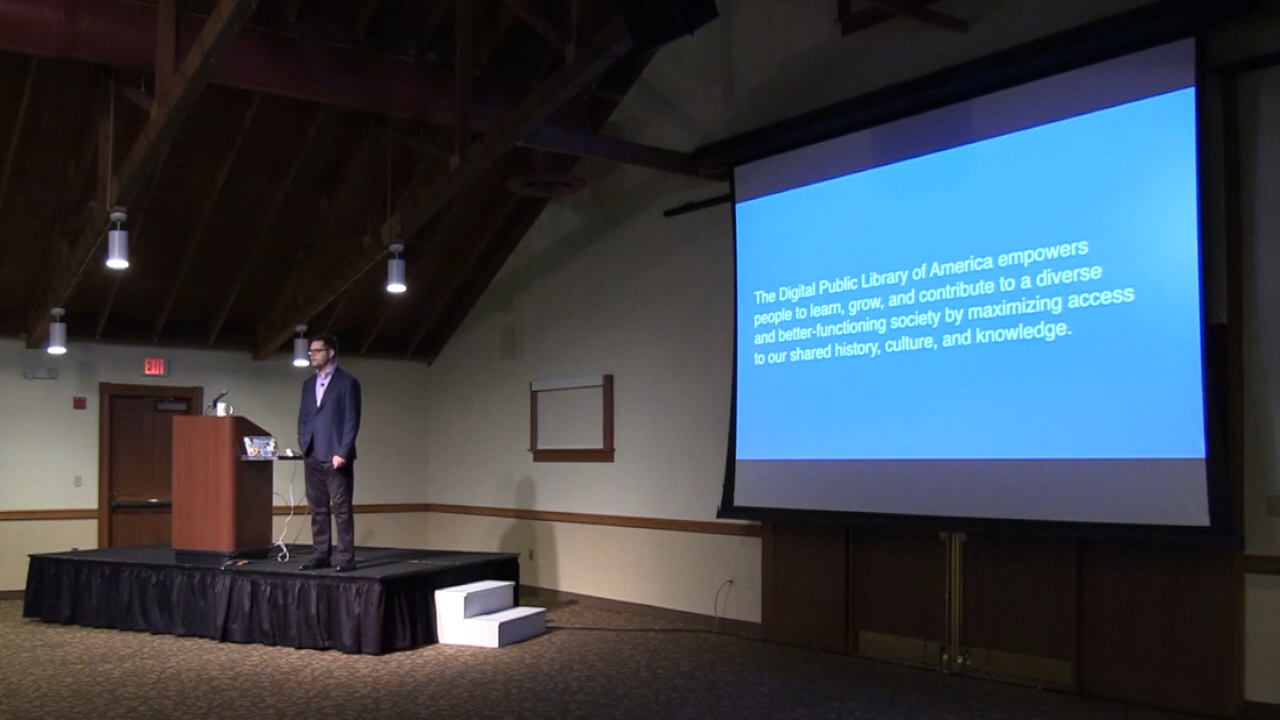 EXIT
The Digital Public Library of America empowers
people to learn, grow, and contribute to a diverse
and better-functioning society by maximizing access
to our shared history, culture, and knowledge.